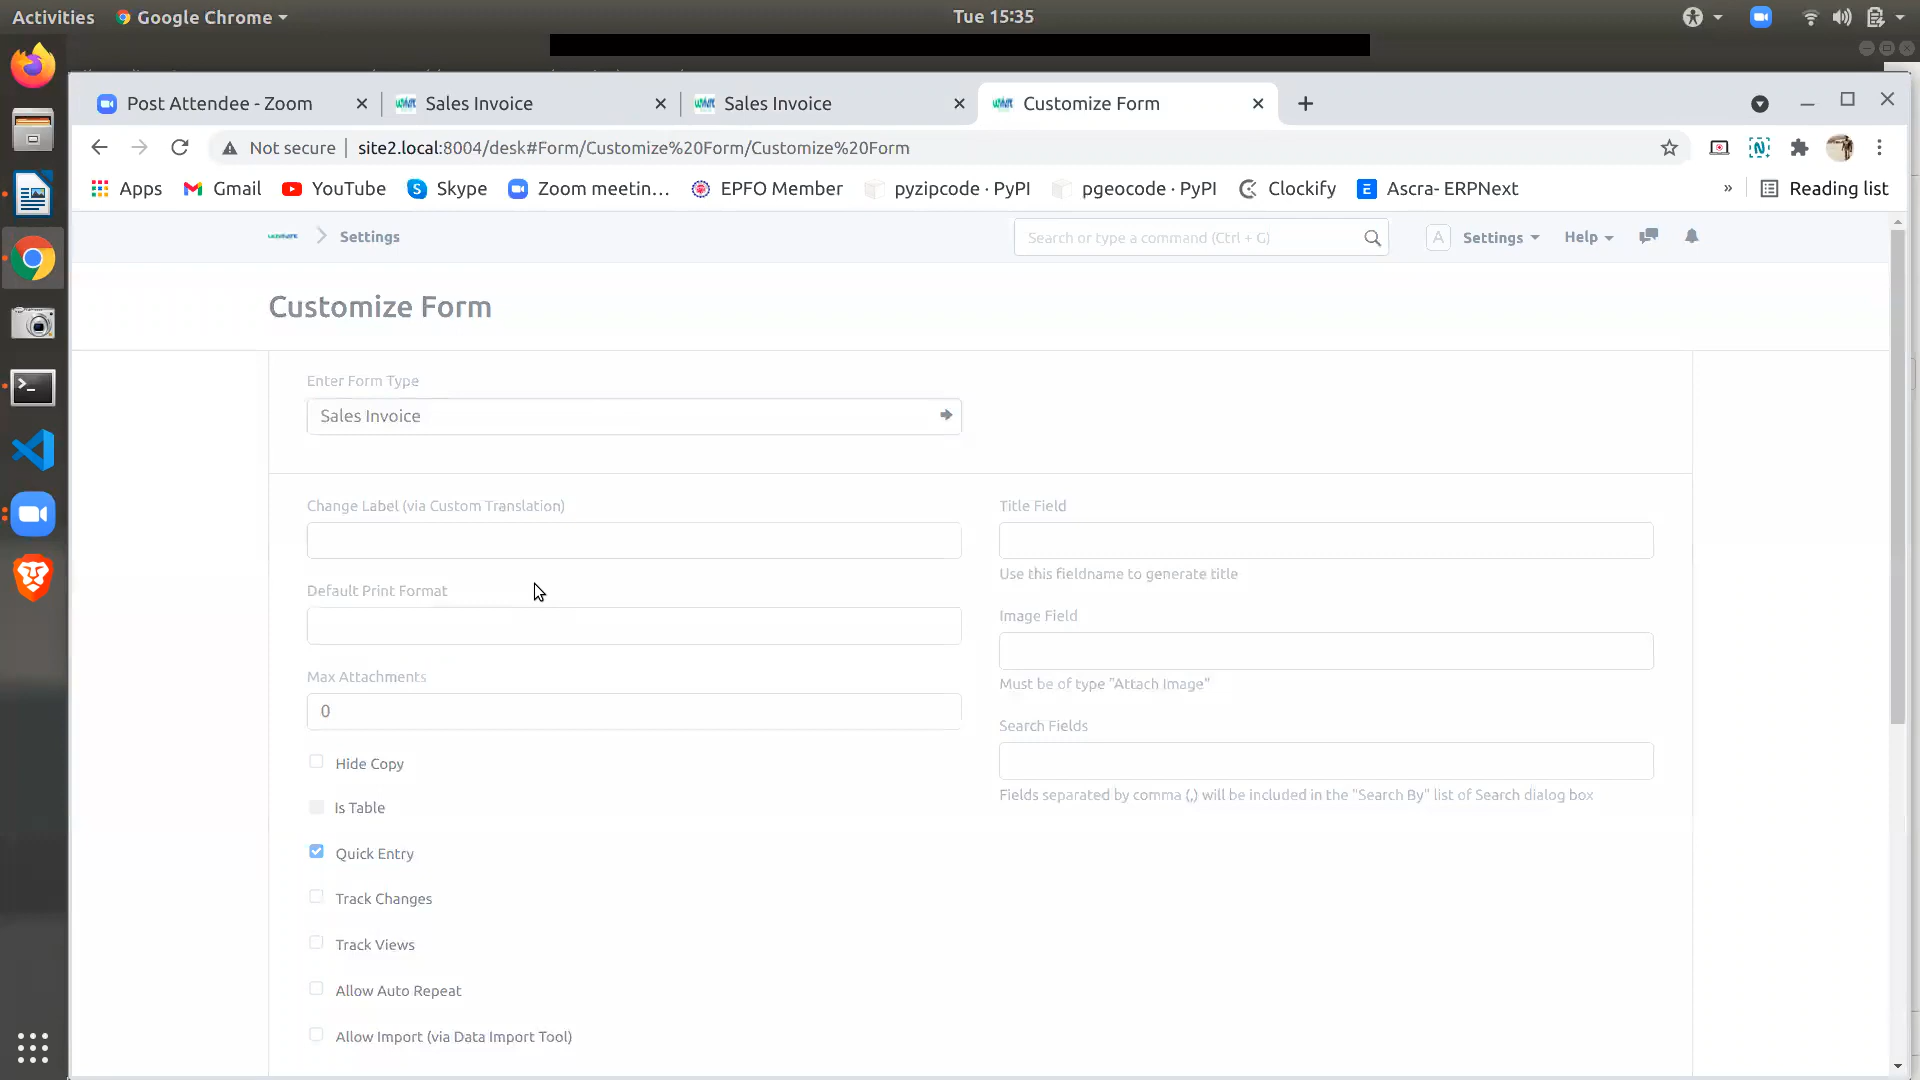 Activities Google Chrome Tue 15:35
Post Attendee - Zoom Sales Invoice Sales Invoice Customize Form
Not secure site2.local:8004/desk#Form/Customize%20Form/Customize%20Form
Apps Gmail YouTube Skype Zoom meetin... EPFO Member pyzipcode · PyPI pgeocode · PyPI Clockify Ascra- ERPNext » Reading list
Settings Search or type a command (Ctrl + G) A Settings Help
Customize Form
Enter Form Type
Sales Invoice
Change Label (via Custom Translation)
Default Print Format
Max Attachments
0
Hide Copy
Is Table
Quick Entry
Track Changes
Track Views
Allow Auto Repeat
Allow Import (via Data Import Tool)
Title Field
Use this fieldname to generate title
Image Field
Must be of type "Attach Image"
Search Fields
Fields separated by comma (,) will be included in the "Search By" list of Search dialog box